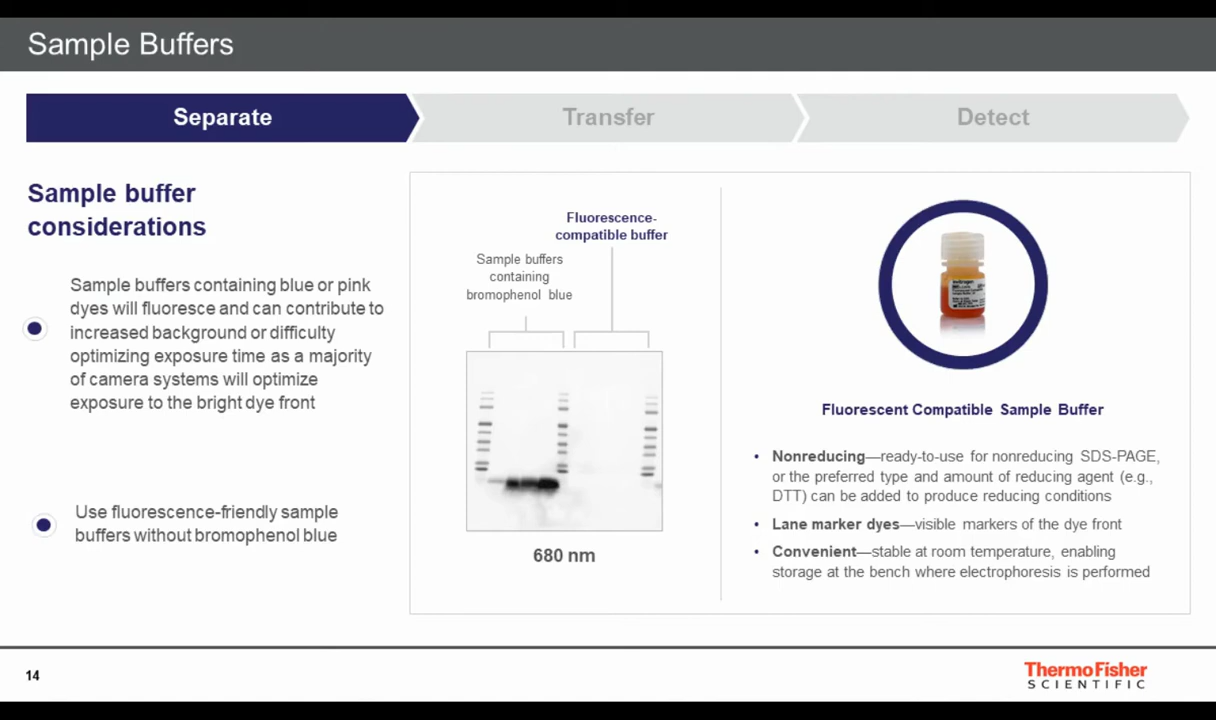 Sample Buffers
Separate
Transfer
Detect
Sample buffer
considerations
Sample buffers containing blue or pink
dyes will fluoresce and can contribute to
increased background or difficulty
optimizing exposure time as a majority
of camera systems will optimize
exposure to the bright dye front
Use fluorescence-friendly sample
buffers without bromophenol blue
Fluorescence-
compatible buffer
Sample buffers
containing
bromophenol blue
680 nm
invitrogen
Fluorescent Compatible Sample Buffer
• Nonreducing—ready-to-use for nonreducing SDS-PAGE,
or the preferred type and amount of reducing agent (e.g.,
DTT) can be added to produce reducing conditions
• Lane marker dyes—visible markers of the dye front
• Convenient—stable at room temperature, enabling
storage at the bench where electrophoresis is performed
14
ThermoFisher
SCIENTIFIC